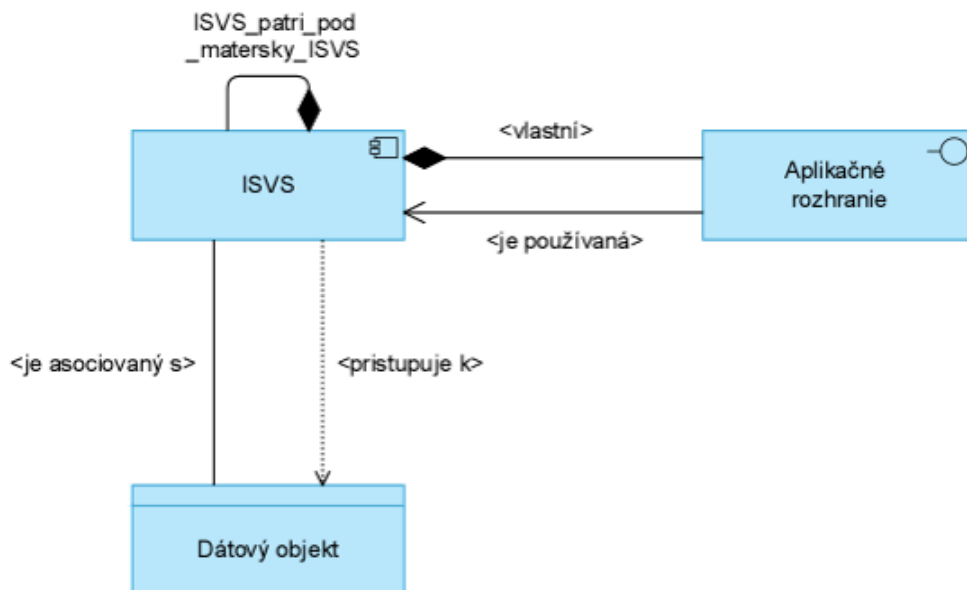 ISVS_patri_pod
_matersky_ISVS
<vlastní>
ISVS
Aplikačné
rozhranie
<je používaná>
<je asociovaný s>
<pristupuje k>
Dátový objekt